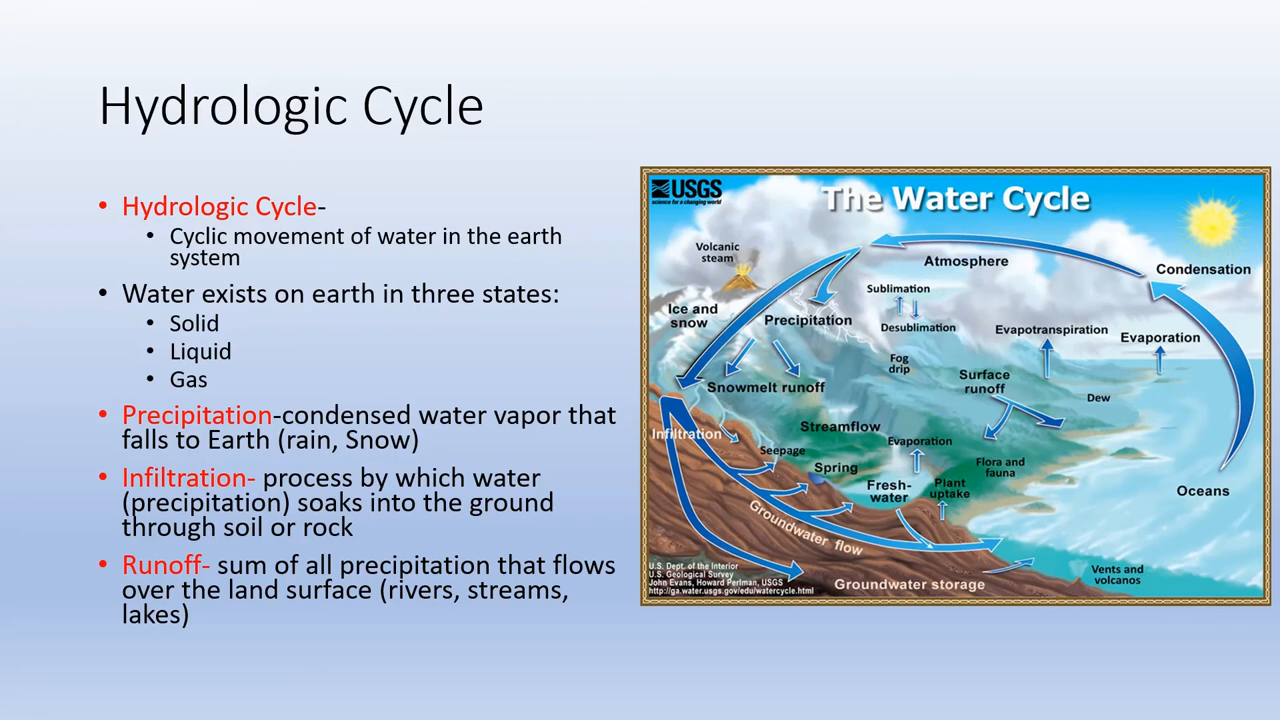 Hydrologic Cycle
• Hydrologic Cycle-
• Cyclic movement of water in the earth
system
• Water exists on earth in three states:
• Solid
• Liquid
• Gas
• Precipitation-condensed water vapor that
falls to Earth (rain, Snow)
• Infiltration- process by which water
(precipitation) soaks into the ground
through soil or rock
• Runoff- sum of all precipitation that flows
over the land surface (rivers, streams,
lakes)
USGS
science for a changing world
The Water Cycle
Volcanic
steam
Atmosphere
Condensation
Ice and
snow
Precipitation
Sublimation
Desublimation
Evapotranspiration
Evaporation
Fog
drip
Snowmelt runoff
Surface
runoff
Dew
Infiltration
Streamflow
Evaporation
Seepage
Spring
Flora and
fauna
Fresh-
water
Plant
uptake
Oceans
Groundwater flow
Vents and
volcanos
Groundwater storage
U.S. Dept. of the Interior
U.S. Geological Survey
John Evans, Howard Perlman, USGS
http://ga.water.usgs.gov/edu/watercycle.html